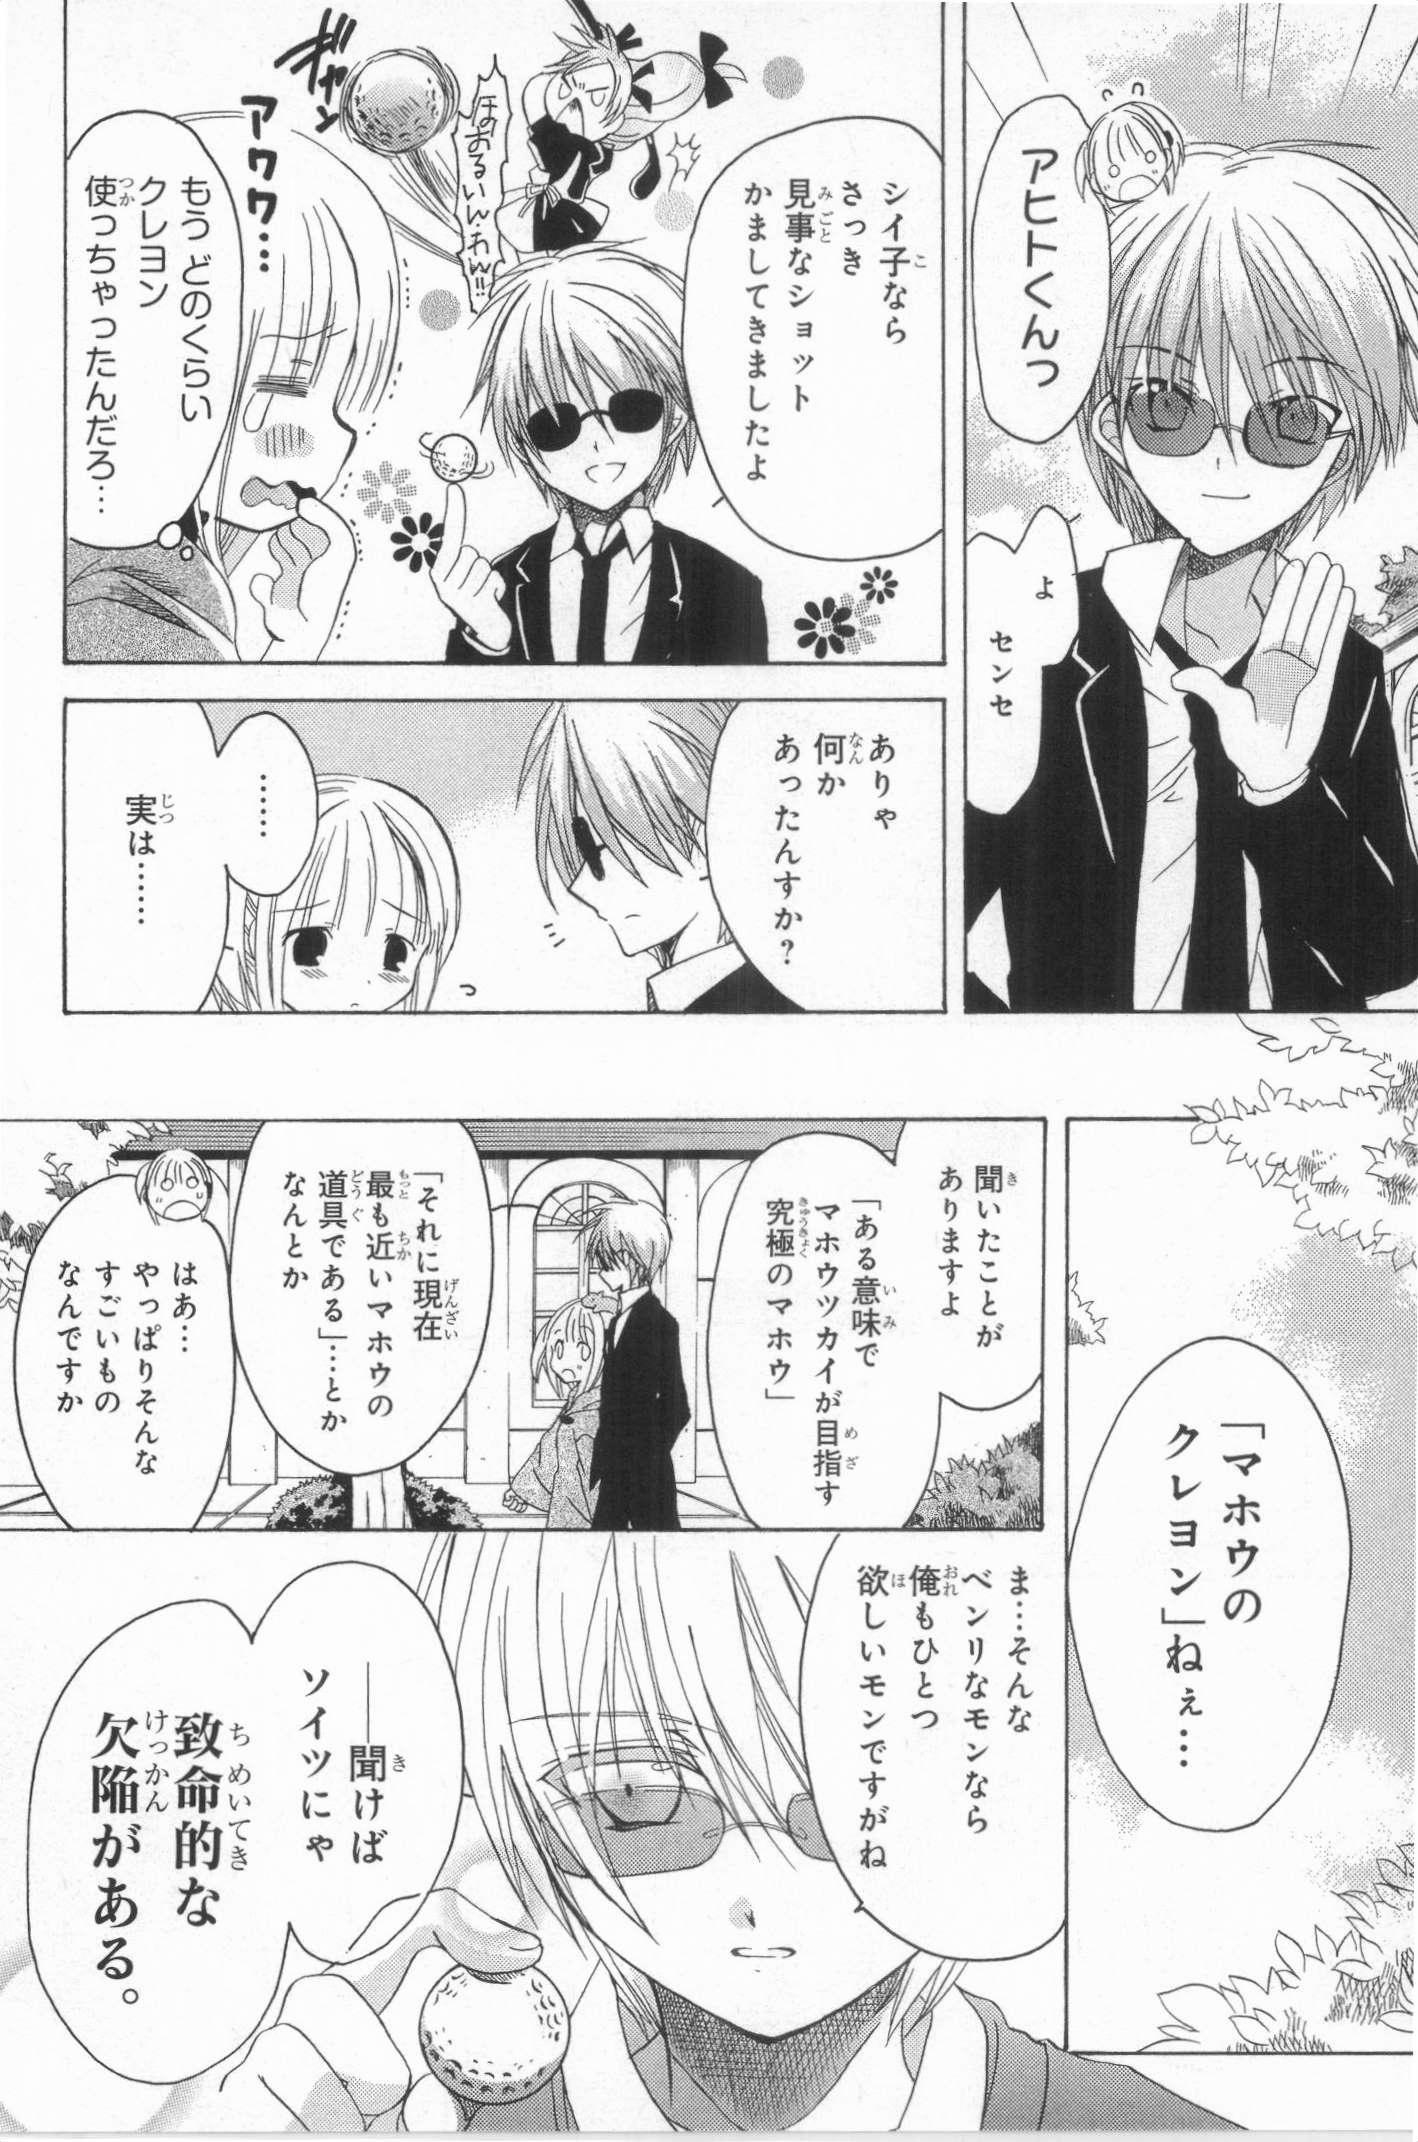 アヒトくんっ
よ
センセ
シイ子なら
さっき
見事なショット
かましてきましたよ
ほおるいん・わん!!
ギャン
アワワ…
もう どのくらい
クレヨン
使っちゃったんだろ…
ありゃ
何か
あったんすか?
……
実は……
「マホウの
クレヨン」ねぇ…
聞いたことが
ありますよ
「ある意味で
マホウツカイが目指す
究極のマホウ」
「それに現在
最も近いマホウの
道具である」…とか
なんとか
はあ…
やっぱりそんな
すごいもの
なんですか
ま…そんな
ベンリなモンなら
俺もひとつ
欲しいモンですがね
――聞けば
ソイツにゃ
致命的な
欠陥がある。